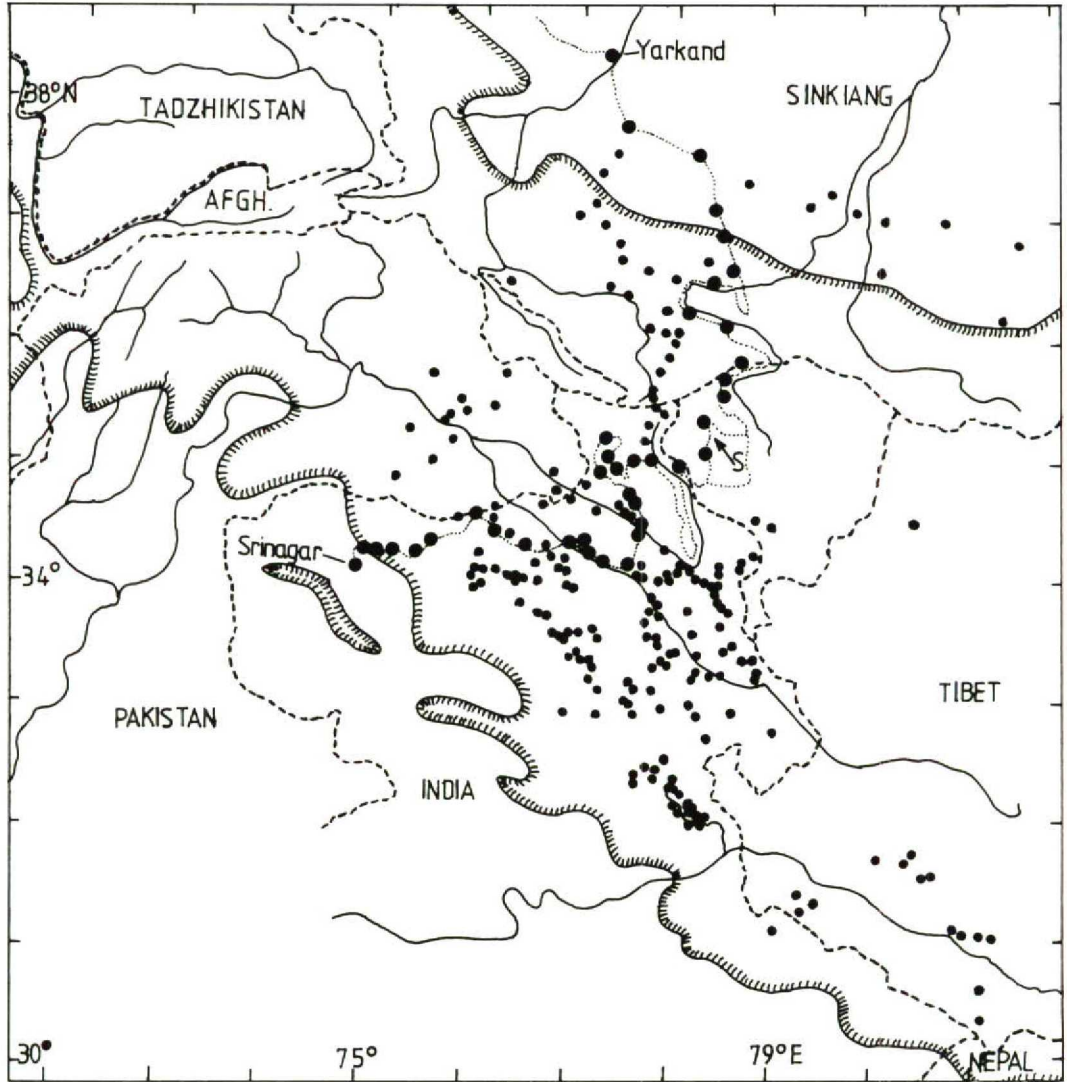 Yarkand
38°N
SINKIANG
TADZHIKISTAN
AFGH.
S
Srinagar
34°
TIBET
PAKISTAN
INDIA
30°
75°
79°E
NEPAL